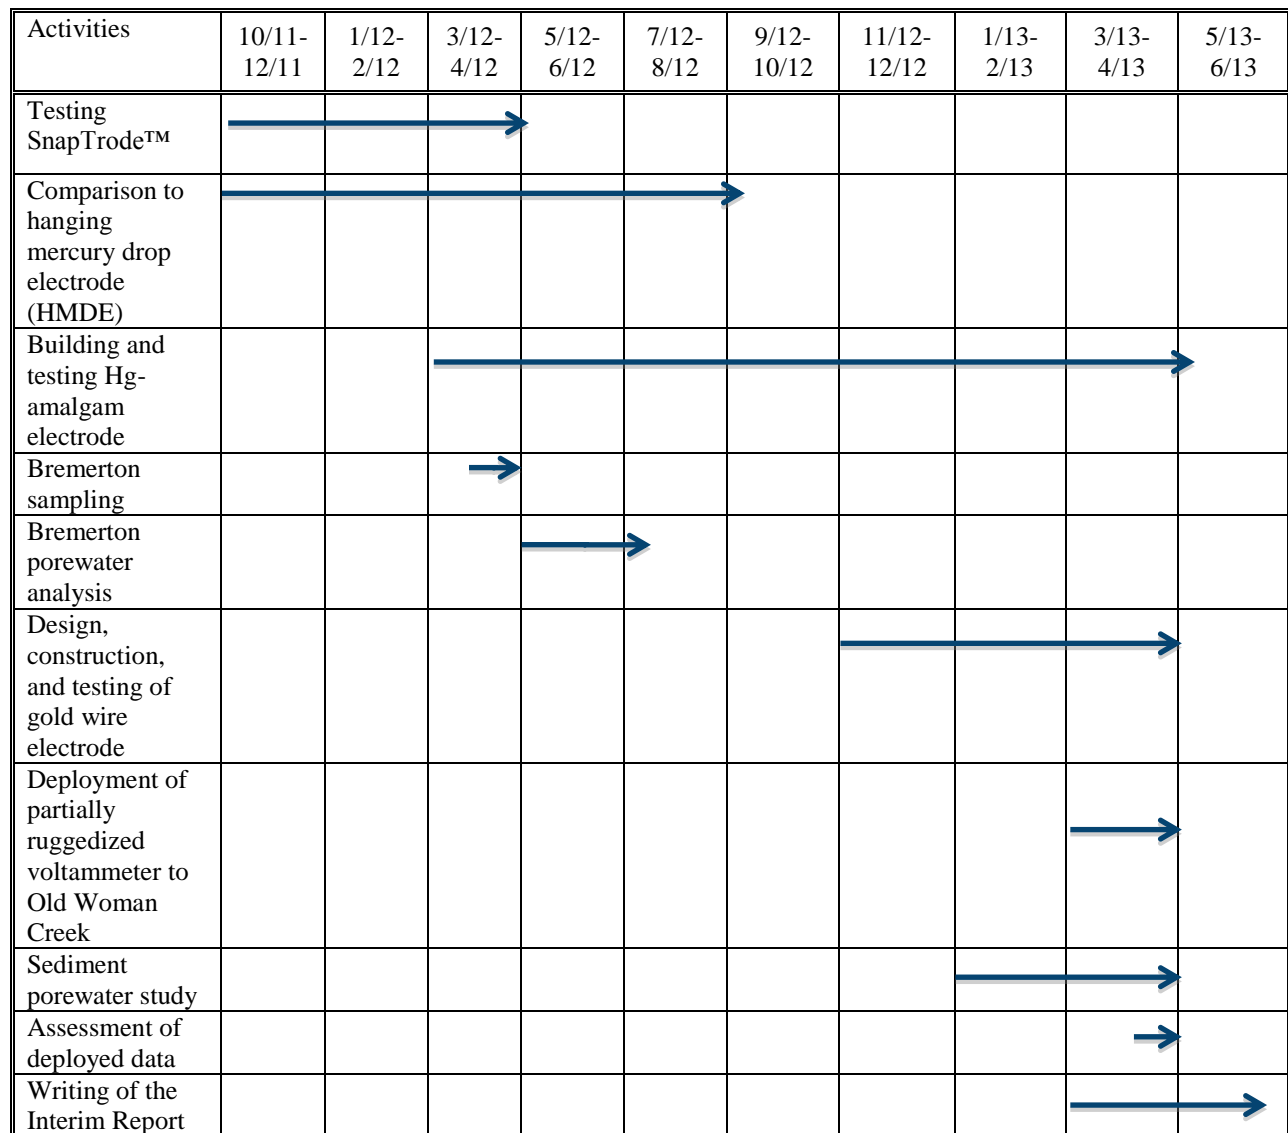 Activities
10/11-
12/11
1/12-
2/12
3/12-
4/12
5/12-
6/12
7/12-
8/12
9/12-
10/12
11/12-
12/12
1/13-
2/13
3/13-
4/13
5/13-
6/13
Testing
SnapTrode™
Comparison to
hanging
mercury drop
electrode
(HMDE)
Building and
testing Hg-
amalgam
electrode
Bremerton
sampling
Bremerton
porewater
analysis
Design,
construction,
and testing of
gold wire
electrode
Deployment of
partially
ruggedized
voltammeter to
Old Woman
Creek
Sediment
porewater study
Assessment of
deployed data
Writing of the
Interim Report